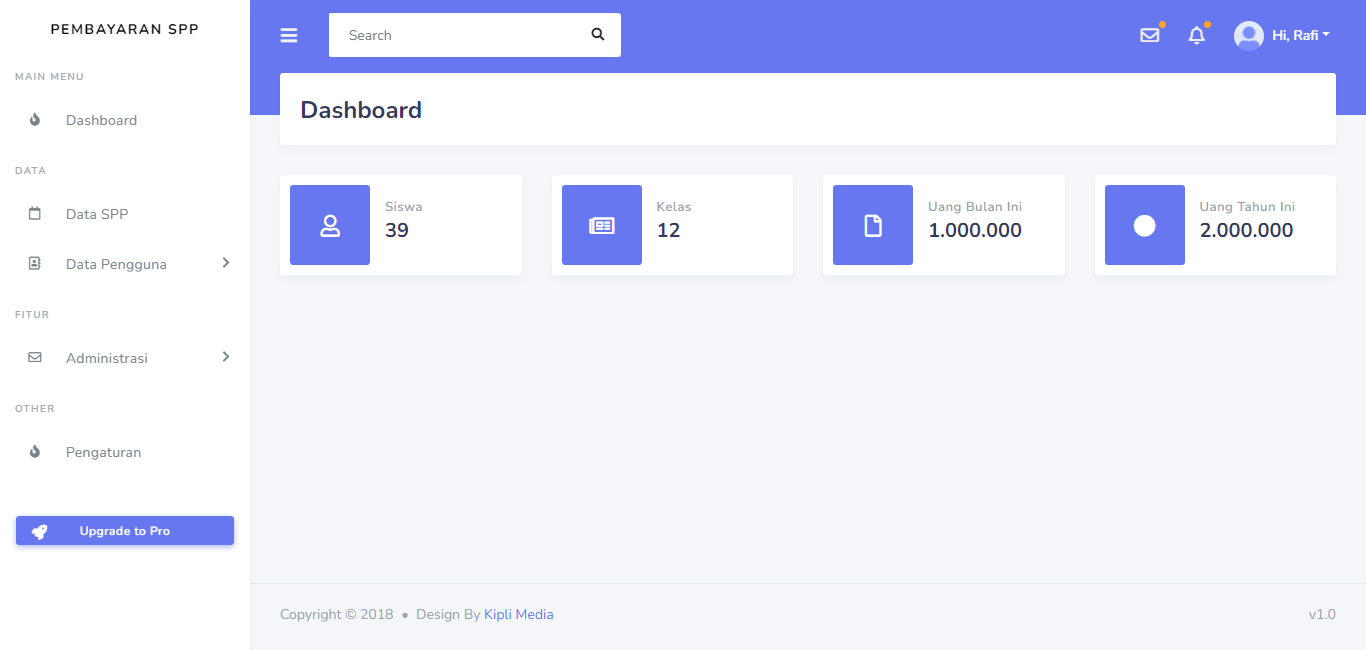 PEMBAYARAN SPP
MAIN MENU
Dashboard
DATA
Data SPP
Data Pengguna
FITUR
Administrasi
OTHER
Pengaturan
Upgrade to Pro
Search
Hi, Rafi
Dashboard
Siswa
39
Kelas
12
Uang Bulan Ini
1.000.000
Uang Tahun Ini
2.000.000
Copyright © 2018 • Design By Kipli Media
v1.0